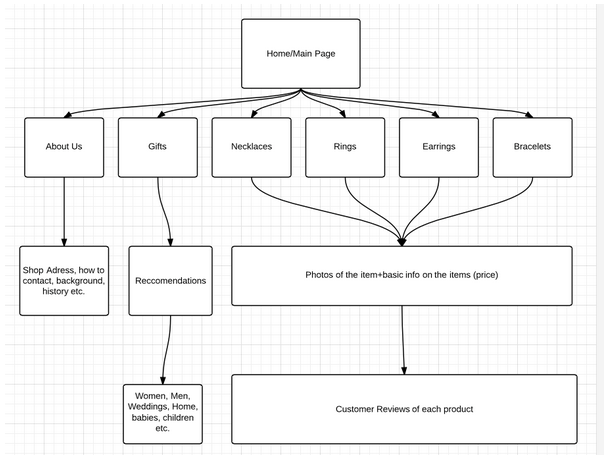 Home/Main Page
About Us
Gifts
Necklaces
Rings
Earrings
Bracelets
Shop Adress, how to
contact, background,
history etc.
Reccomendations
Photos of the item+basic info on the items (price)
Women, Men,
Weddings, Home,
babies, children
etc.
Customer Reviews of each product